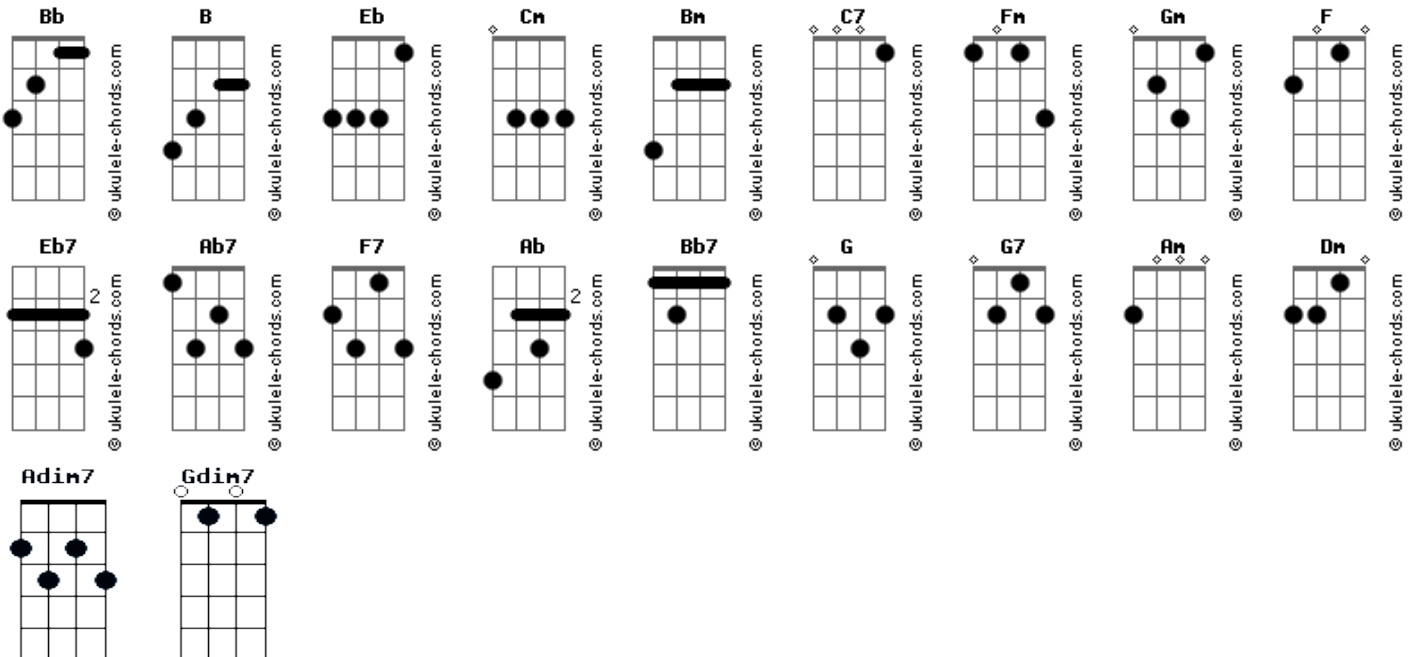 Bb B Eb Cm Bm C7 Fm Gm F
© ukulele-chords.com © ukulele-chords.com © ukulele-chords.com © ukulele-chords.com © ukulele-chords.com © ukulele-chords.com © ukulele-chords.com © ukulele-chords.com © ukulele-chords.com
Eb7 Ab7 F7 Ab Bb7 G G7 Am Dm
2 2
© ukulele-chords.com © ukulele-chords.com © ukulele-chords.com © ukulele-chords.com © ukulele-chords.com © ukulele-chords.com © ukulele-chords.com © ukulele-chords.com © ukulele-chords.com
Adim7 Gdim7